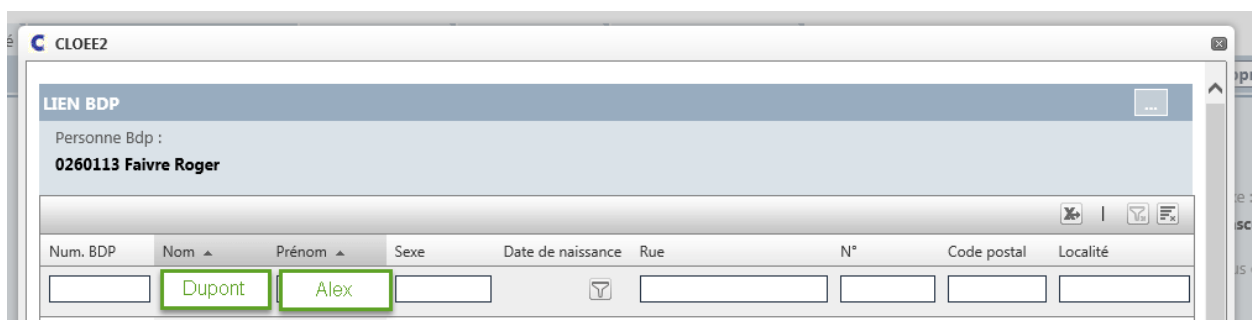 CLOEE2
LIEN BDP
...
Personne Bdp :
0260113 Faivre Roger
Num. BDP Nom Prénom Sexe Date de naissance Rue N° Code postal Localité
Dupont Alex